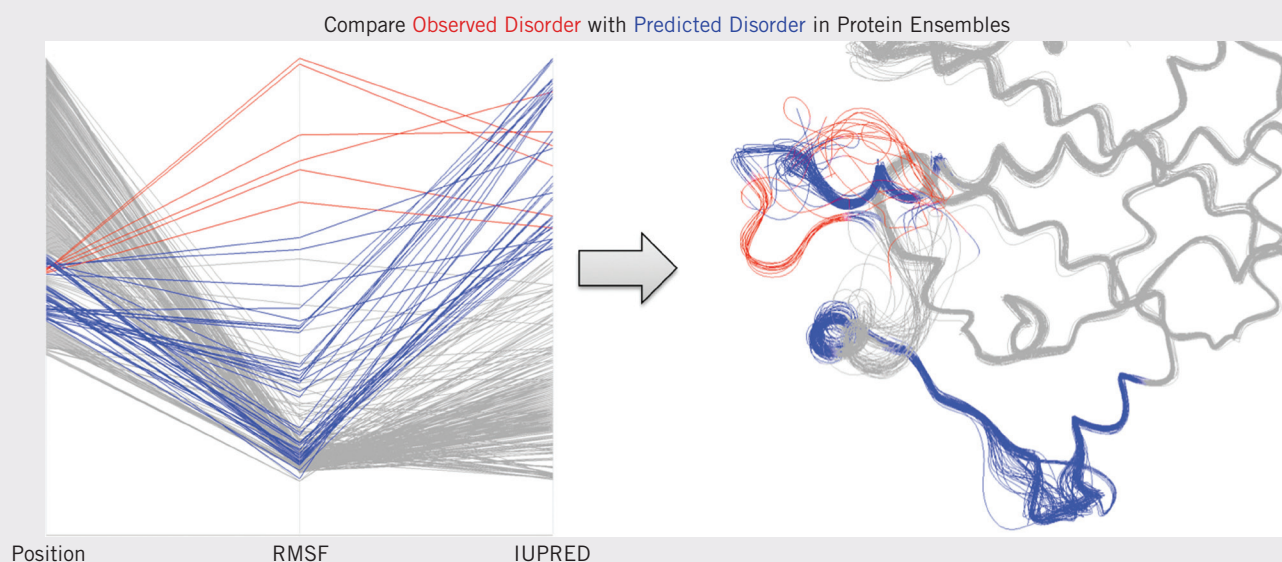 Compare Observed Disorder with Predicted Disorder in Protein Ensembles
Position RMSF IUPRED